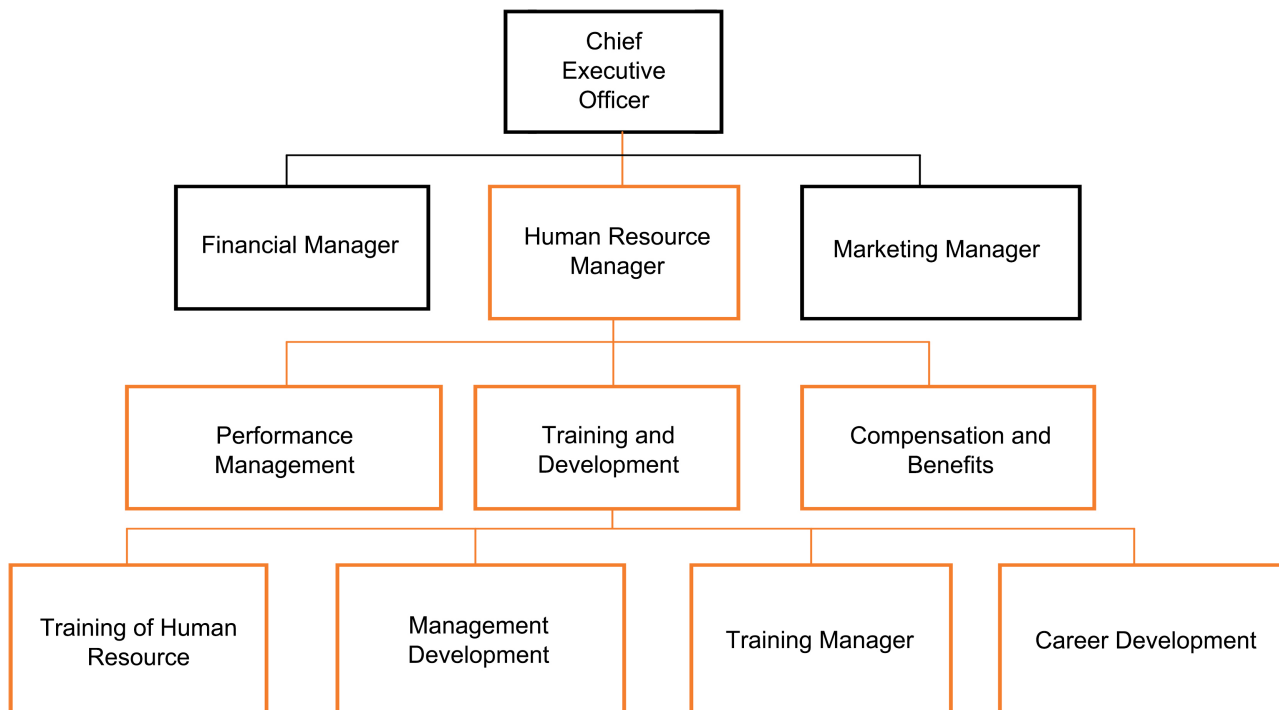 Chief
Executive
Officer
Financial Manager
Human Resource
Manager
Marketing Manager
Performance
Management
Training and
Development
Compensation and
Benefits
Training of Human
Resource
Management
Development
Training Manager
Career Development